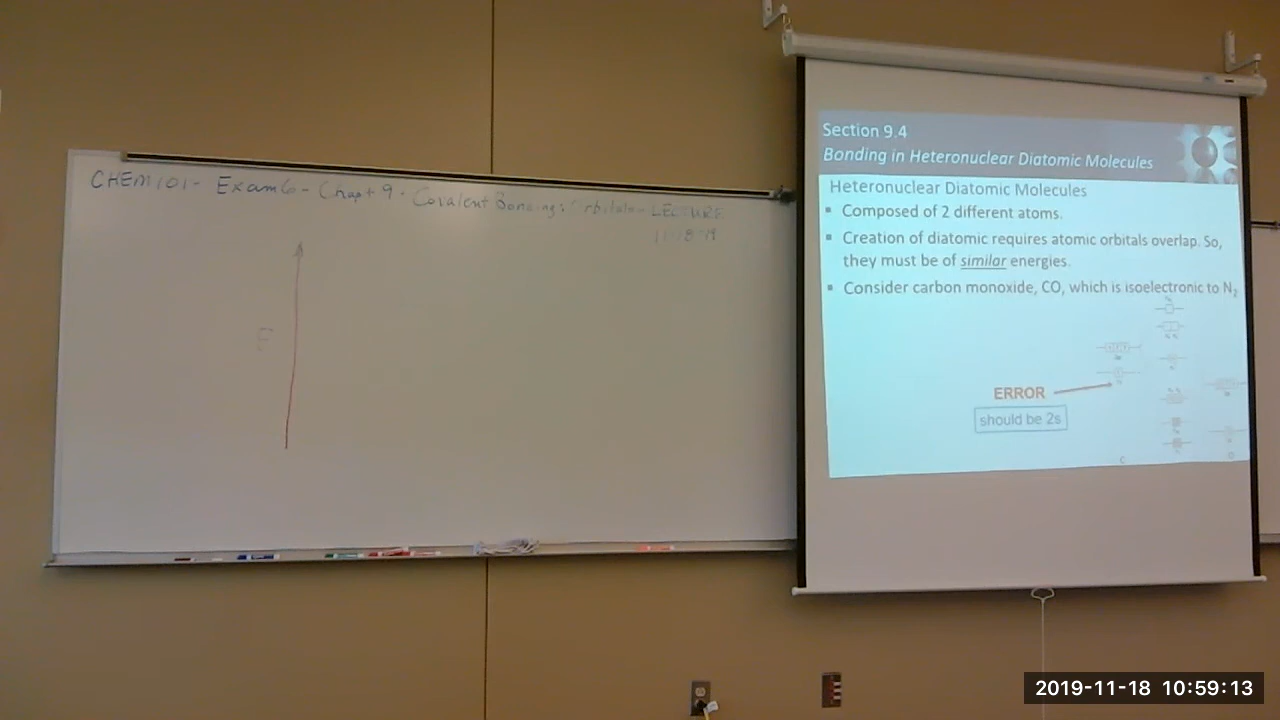 CHEM 101 - Exam 6 - Chapt 9 - Covalent Bonding: Orbitals - LECTURE
11-18-19
E
Section 9.4
Bonding in Heteronuclear Diatomic Molecules
Heteronuclear Diatomic Molecules
▪ Composed of 2 different atoms.
▪ Creation of diatomic requires atomic orbitals overlap. So,
they must be of similar energies.
▪ Consider carbon monoxide, CO, which is isoelectronic to N₂
ERROR
should be 2s
C
O
2019-11-18 10:59:13